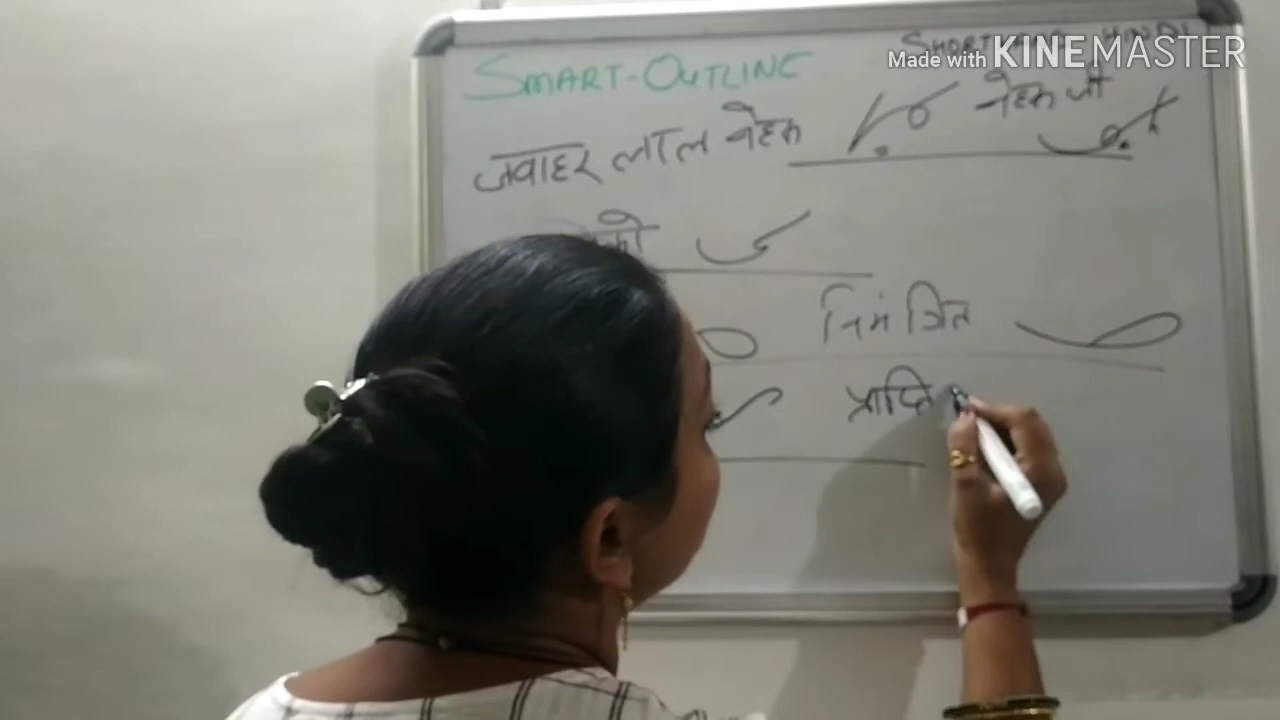 SMART-OUTLINE
Made with KINEMASTER
जवाहर लाल नेहरू
नेहरू जी
को
निमंत्रित
प्राप्ति